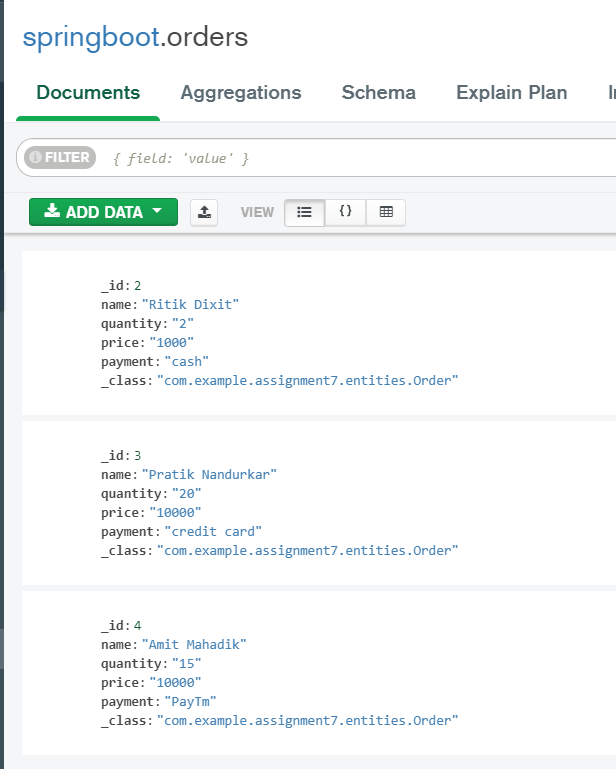 springboot.orders
Documents Aggregations Schema Explain Plan
FILTER { field: 'value' }
ADD DATA VIEW { }
_id: 2
name: "Ritik Dixit"
quantity: "2"
price: "1000"
payment: "cash"
_class: "com.example.assignment7.entities.Order"
_id: 3
name: "Pratik Nandurkar"
quantity: "20"
price: "10000"
payment: "credit card"
_class: "com.example.assignment7.entities.Order"
_id: 4
name: "Amit Mahadik"
quantity: "15"
price: "10000"
payment: "PayTm"
_class: "com.example.assignment7.entities.Order"